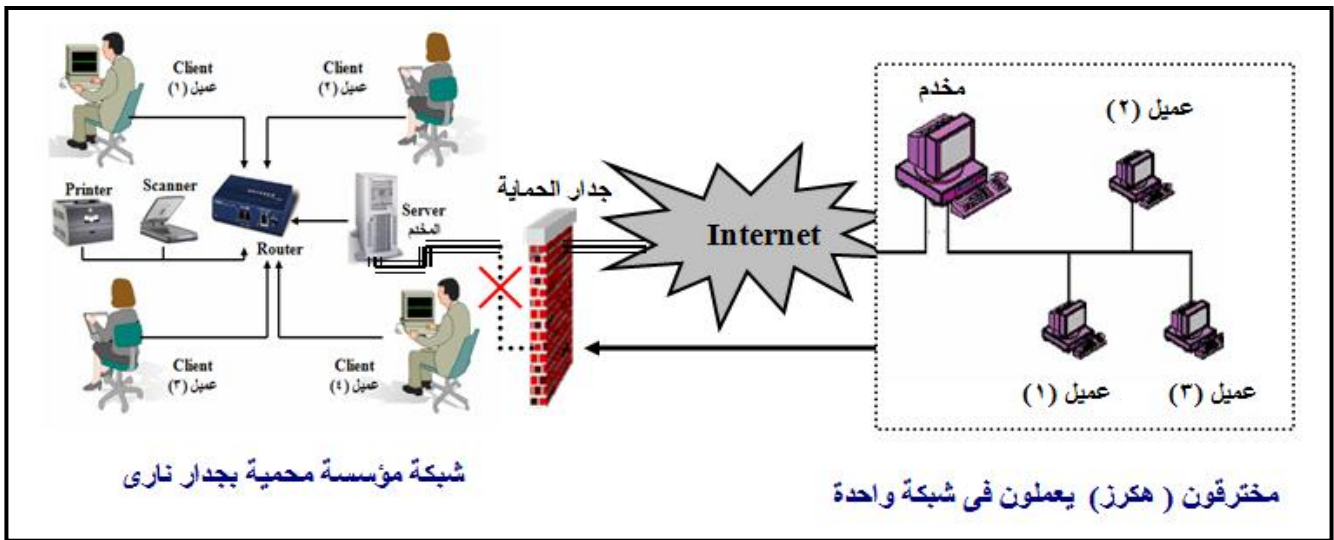 Client
عميل (١)
Client
عميل (٢)
Printer
Scanner
Router
Server
المخدم
Client
عميل (٣)
Client
عميل (٤)
جدار الحماية
Internet
مخدم
عميل (٢)
عميل (١)
عميل (٣)
شبكة مؤسسة محمية بجدار نارى
مخترقون ( هكرز) يعملون فى شبكة واحدة